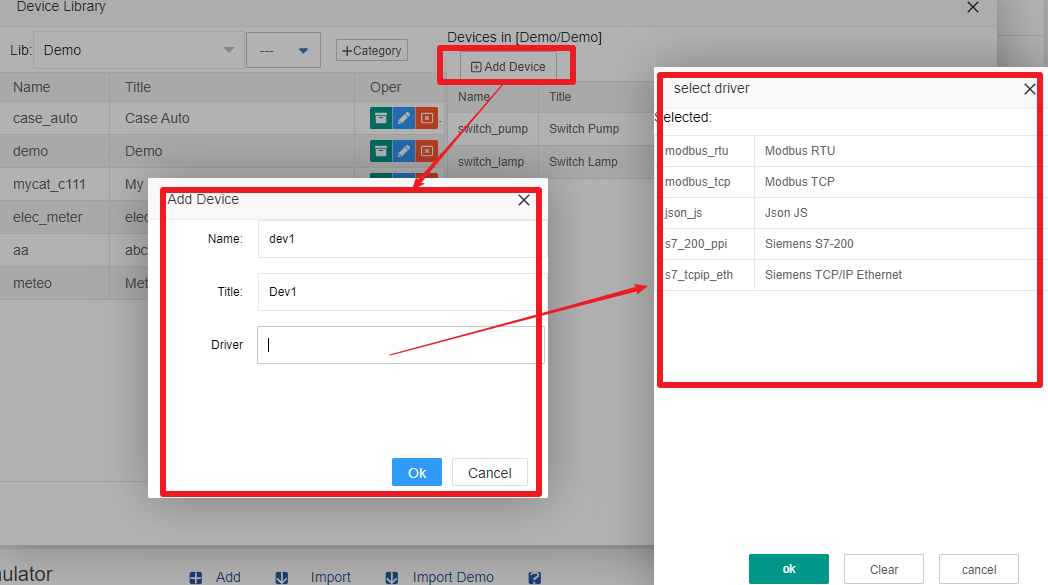 Device Library
Lib: Demo --- +Category
Devices in [Demo/Demo]
Add Device
Name Title Oper
case_auto Case Auto
demo Demo
mycat_c111 My
elec_meter elec
aa abc
meteo Met
Name Title
switch_pump Switch Pump
switch_lamp Switch Lamp
Add Device
Name: dev1
Title: Dev1
Driver
Ok Cancel
select driver
Selected:
modbus_rtu Modbus RTU
modbus_tcp Modbus TCP
json_js Json JS
s7_200_ppi Siemens S7-200
s7_tcpip_eth Siemens TCP/IP Ethernet
ok Clear cancel
ulator Add Import Import Demo